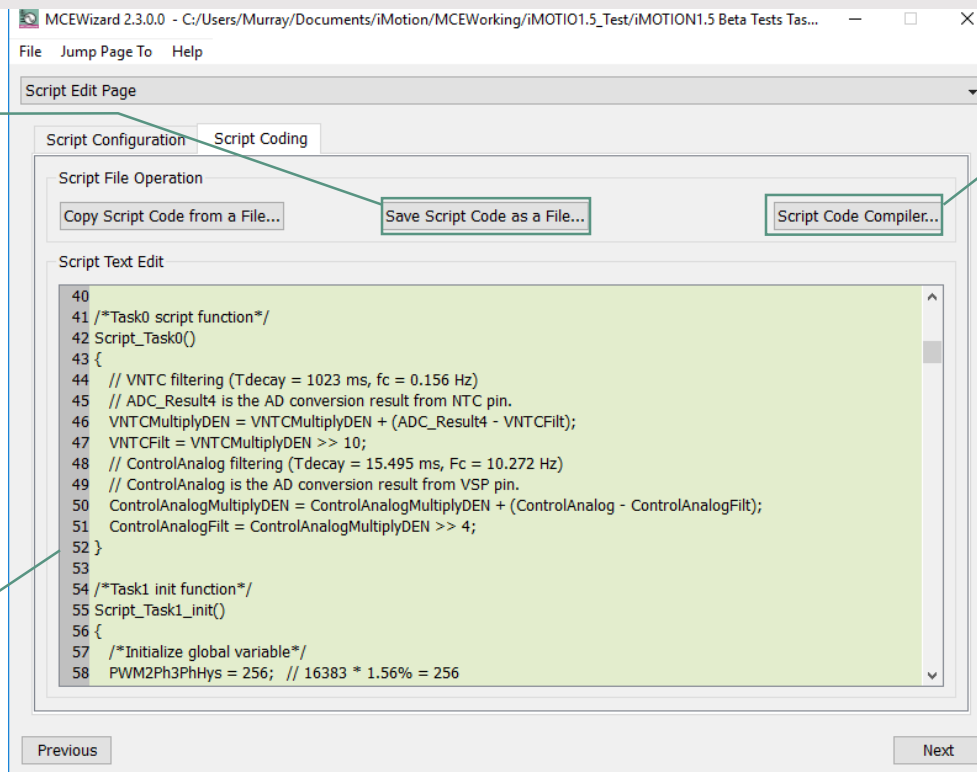 MCEWizard 2.3.0.0 - C:/Users/Murray/Documents/iMotion/MCEWorking/iMOTIO1.5_Test/iMOTION1.5 Beta Tests Tas...
File Jump Page To Help
Script Edit Page
Script Configuration Script Coding
Script File Operation
Copy Script Code from a File... Save Script Code as a File... Script Code Compiler...
Script Text Edit
40
41 /*Task0 script function*/
42 Script_Task0()
43 {
44 // VNTC filtering (Tdecay = 1023 ms, fc = 0.156 Hz)
45 // ADC_Result4 is the AD conversion result from NTC pin.
46 VNTCMultiplyDEN = VNTCMultiplyDEN + (ADC_Result4 - VNTCFilt);
47 VNTCFilt = VNTCMultiplyDEN >> 10;
48 // ControlAnalog filtering (Tdecay = 15.495 ms, Fc = 10.272 Hz)
49 // ControlAnalog is the AD conversion result from VSP pin.
50 ControlAnalogMultiplyDEN = ControlAnalogMultiplyDEN + (ControlAnalog - ControlAnalogFilt);
51 ControlAnalogFilt = ControlAnalogMultiplyDEN >> 4;
52 }
53
54 /*Task1 init function*/
55 Script_Task1_init()
56 {
57 /*Initialize global variable*/
58 PWM2Ph3PhHys = 256; // 16383 * 1.56% = 256
Previous Next